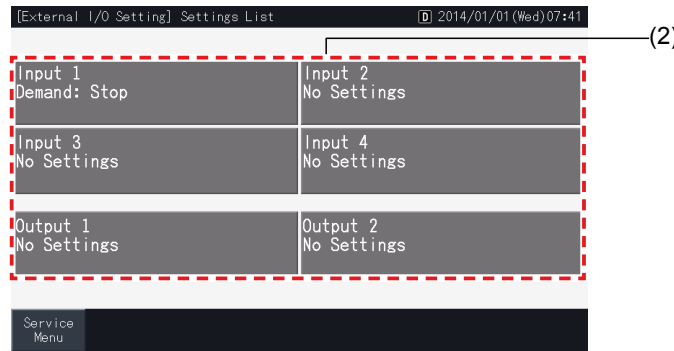 [External I/O Setting] Settings List
D 2014/01/01(Wed)07:41
(2)
Input 1
Demand: Stop
Input 2
No Settings
Input 3
No Settings
Input 4
No Settings
Output 1
No Settings
Output 2
No Settings
Service
Menu